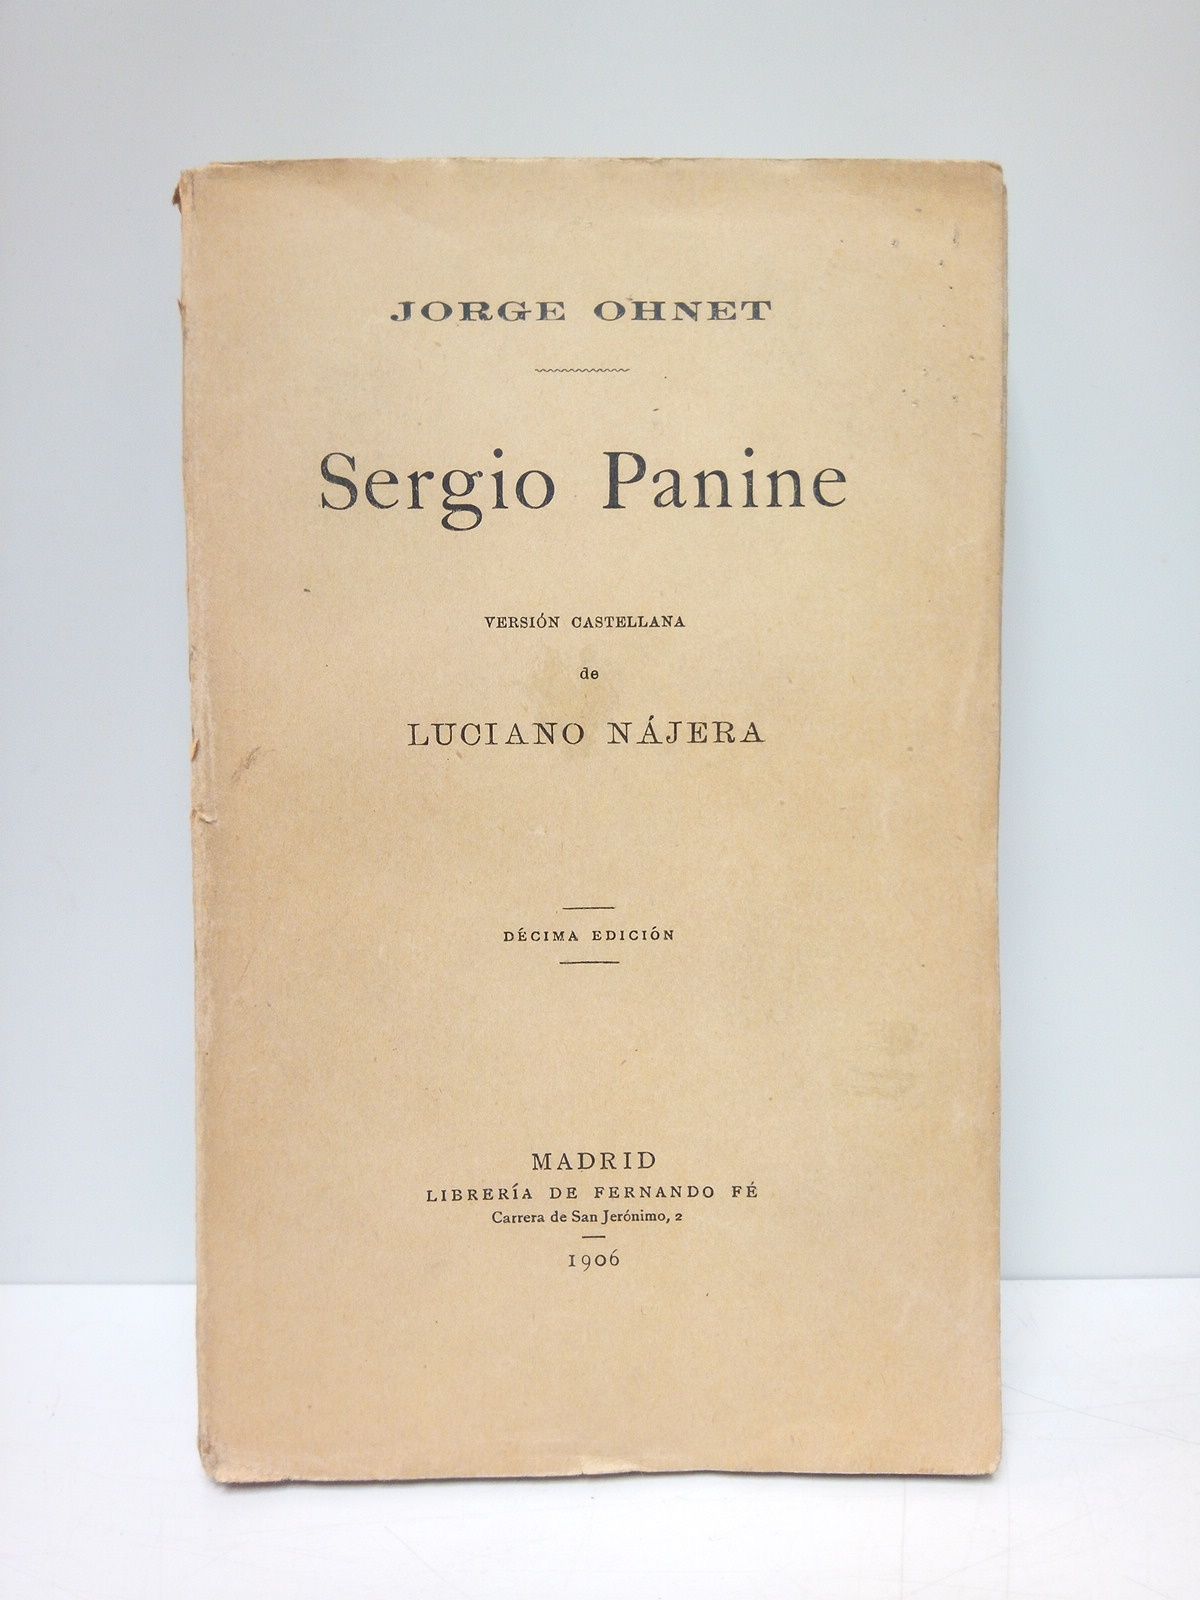 JORGE OHNET
Sergio Panine
VERSIÓN CASTELLANA
de
LUCIANO NÁJERA
DÉCIMA EDICIÓN
MADRID
LIBRERÍA DE FERNANDO FÉ
Carrera de San Jerónimo, 2
1906